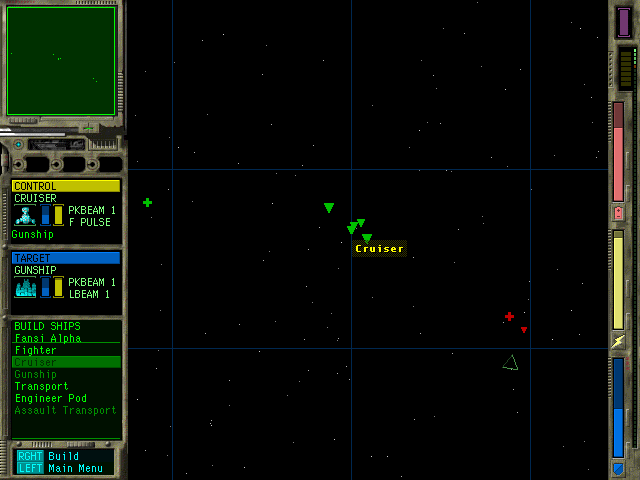 CONTROL
CRUISER
PKBEAM 1
F PULSE
Gunship
TARGET
GUNSHIP
PKBEAM 1
LBEAM 1
BUILD SHIPS
Fansi Alpha
Fighter
Cruiser
Gunship
Transport
Engineer Pod
Assault Transport
RGHT Build
LEFT Main Menu
Cruiser